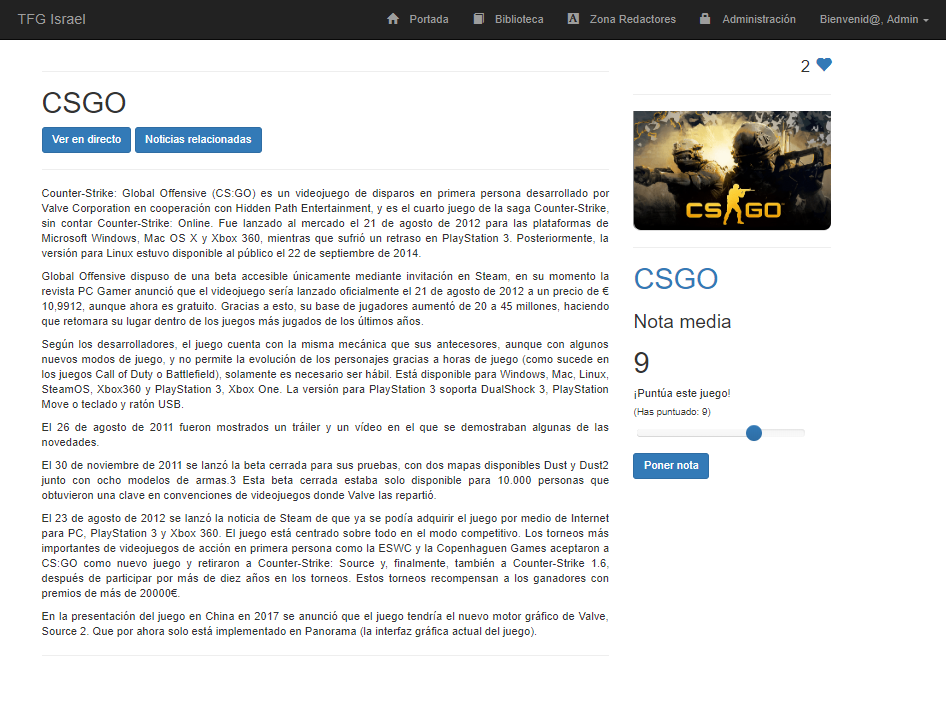 TFG Israel
Portada
Biblioteca
A Zona Redactores
Administración
Bienvenid@, Admin
2
CSGO
Ver en directo
Noticias relacionadas
Counter-Strike: Global Offensive (CS:GO) es un videojuego de disparos en primera persona desarrollado por
Valve Corporation en cooperación con Hidden Path Entertainment, y es el cuarto juego de la saga Counter-Strike,
sin contar Counter-Strike: Online. Fue lanzado al mercado el 21 de agosto de 2012 para las plataformas de
Microsoft Windows, Mac OS X y Xbox 360, mientras que sufrió un retraso en PlayStation 3. Posteriormente, la
versión para Linux estuvo disponible al público el 22 de septiembre de 2014.
Global Offensive dispuso de una beta accesible únicamente mediante invitación en Steam, en su momento la
revista PC Gamer anunció que el videojuego sería lanzado oficialmente el 21 de agosto de 2012 a un precio de €
10,9912, aunque ahora es gratuito. Gracias a esto, su base de jugadores aumentó de 20 a 45 millones, haciendo
que retomara su lugar dentro de los juegos más jugados de los últimos años.
Según los desarrolladores, el juego cuenta con la misma mecánica que sus antecesores, aunque con algunos
nuevos modos de juego, y no permite la evolución de los personajes gracias a horas de juego (como sucede en
los juegos Call of Duty o Battlefield), solamente es necesario ser hábil. Está disponible para Windows, Mac, Linux,
SteamOS, Xbox360 y PlayStation 3, Xbox One. La versión para PlayStation 3 soporta DualShock 3, PlayStation
Move o teclado y ratón USB.
El 26 de agosto de 2011 fueron mostrados un tráiler y un vídeo en el que se demostraban algunas de las
novedades.
El 30 de noviembre de 2011 se lanzó la beta cerrada para sus pruebas, con dos mapas disponibles Dust y Dust2
junto con ocho modelos de armas.3 Esta beta cerrada estaba solo disponible para 10.000 personas que
obtuvieron una clave en convenciones de videojuegos donde Valve las repartió.
El 23 de agosto de 2012 se lanzó la noticia de Steam de que ya se podía adquirir el juego por medio de Internet
para PC, PlayStation 3 y Xbox 360. El juego está centrado sobre todo en el modo competitivo. Los torneos más
importantes de videojuegos de acción en primera persona como la ESWC y la Copenhaguen Games aceptaron a
CS:GO como nuevo juego y retiraron a Counter-Strike: Source y, finalmente, también a Counter-Strike 1.6,
después de participar por más de diez años en los torneos. Estos torneos recompensan a los ganadores con
premios de más de 20000€.
En la presentación del juego en China en 2017 se anunció que el juego tendría el nuevo motor gráfico de Valve,
Source 2. Que por ahora solo está implementado en Panorama (la interfaz gráfica actual del juego).
CS GO
CSGO
Nota media
9
¡Puntúa este juego!
(Has puntuado: 9)
Poner nota